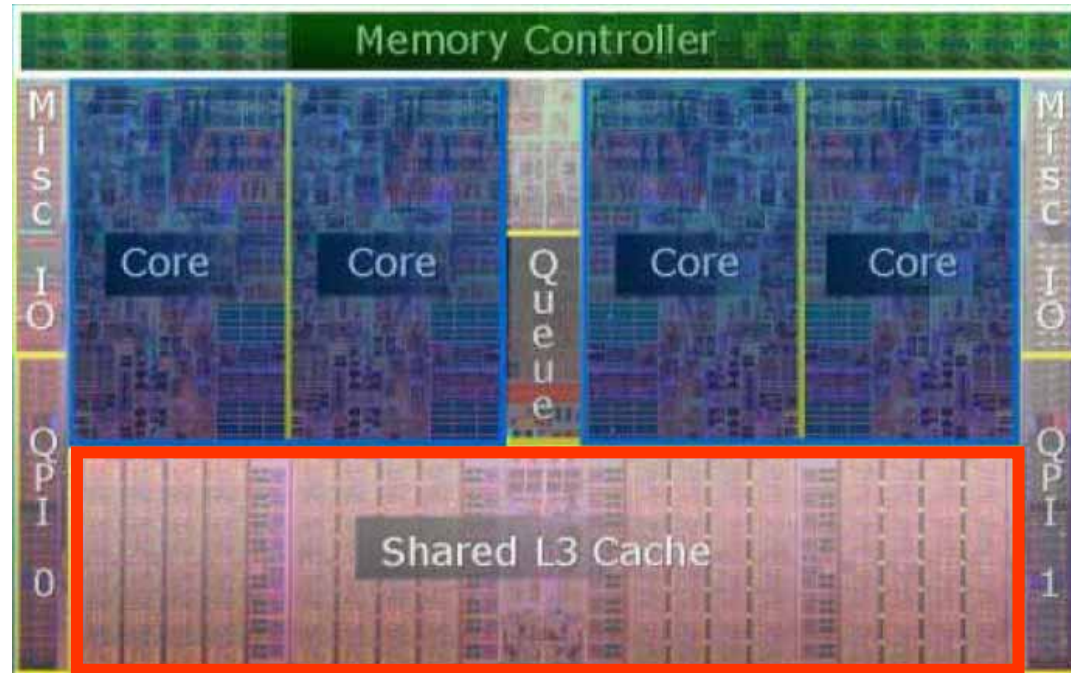 Memory Controller
Misc IO
Core
Core
Queue
Core
Core
Misc IO
QPI 0
Shared L3 Cache
QPI 1